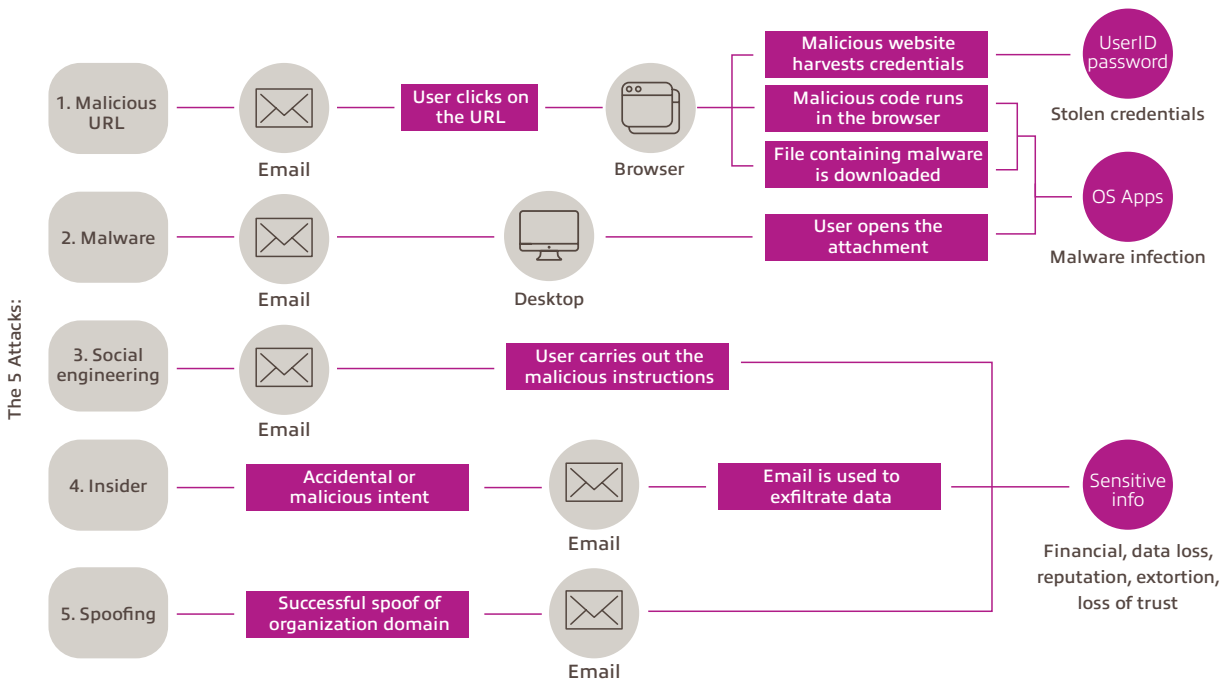 The 5 Attacks:
1. Malicious
URL
Email
User clicks on
the URL
Browser
Malicious website
harvests credentials
UserID
password
Stolen credentials
Malicious code runs
in the browser
File containing malware
is downloaded
OS Apps
Malware infection
2. Malware
Email
Desktop
User opens the
attachment
3. Social
engineering
Email
User carries out the
malicious instructions
4. Insider
Accidental or
malicious intent
Email
Email is used to
exfiltrate data
Sensitive
info
Financial, data loss,
reputation, extortion,
loss of trust
5. Spoofing
Successful spoof of
organization domain
Email